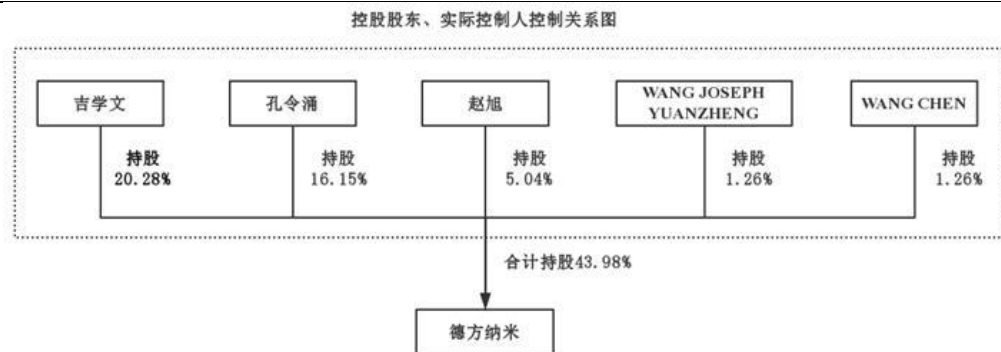 控股股东、实际控制人控制关系图
吉学文
孔令涌
赵旭
WANG JOSEPH
YUANZHENG
WANG CHEN
持股
20.28%
持股
16.15%
持股
5.04%
持股
1.26%
持股
1.26%
合计持股43.98%
德方纳米